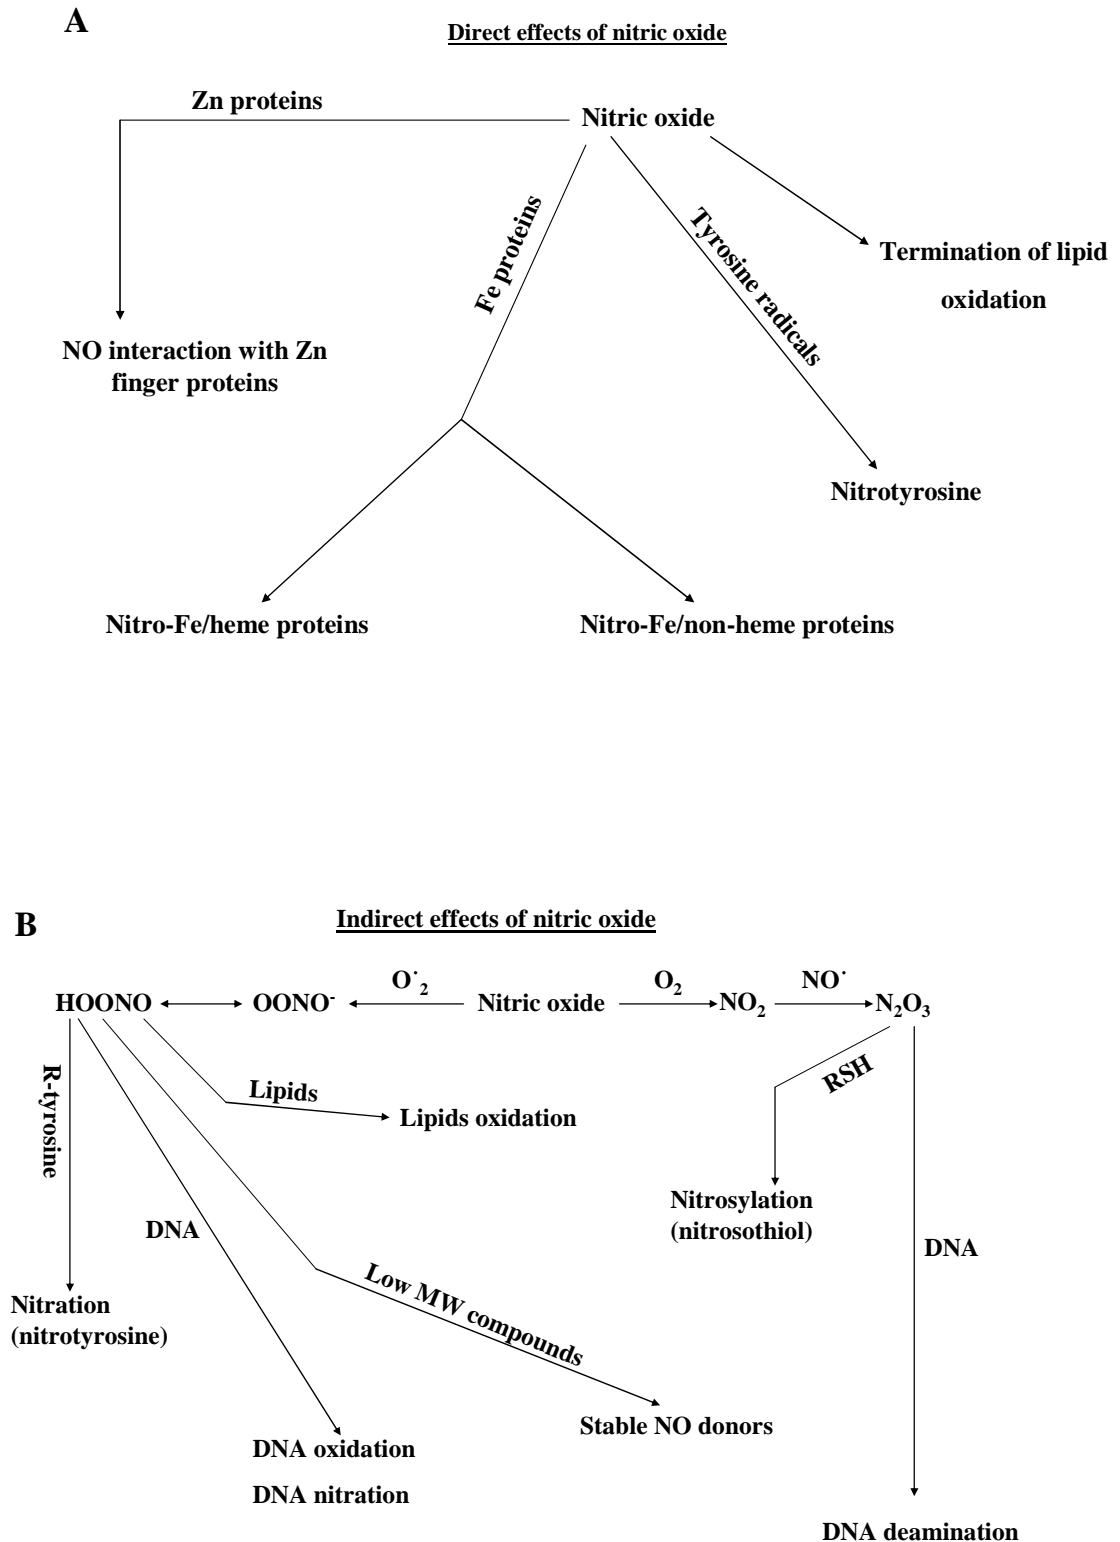 A
Direct effects of nitric oxide
Zn proteins
Nitric oxide
Fe proteins
Tyrosine radicals
Termination of lipid
oxidation
NO interaction with Zn
finger proteins
Nitrotyrosine
Nitro-Fe/heme proteins
Nitro-Fe/non-heme proteins
B
Indirect effects of nitric oxide
O˙₂
O₂
NO˙
HOONO
OONO⁻
Nitric oxide
NO₂
N₂O₃
R-tyrosine
Lipids
RSH
Lipids oxidation
Nitrosylation
(nitrosothiol)
DNA
DNA
Low MW compounds
Nitration
(nitrotyrosine)
Stable NO donors
DNA oxidation
DNA nitration
DNA deamination